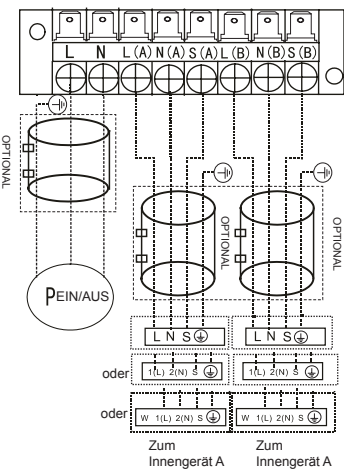 L N L(A) N(A) S(A) L(B) N(B) S(B)
OPTIONAL
OPTIONAL
OPTIONAL
PEIN/AUS
L N S L N S
oder 1(L) 2(N) S 1(L) 2(N) S
oder W 1(L) 2(N) S W 1(L) 2(N) S
Zum Zum
Innengerät A Innengerät A